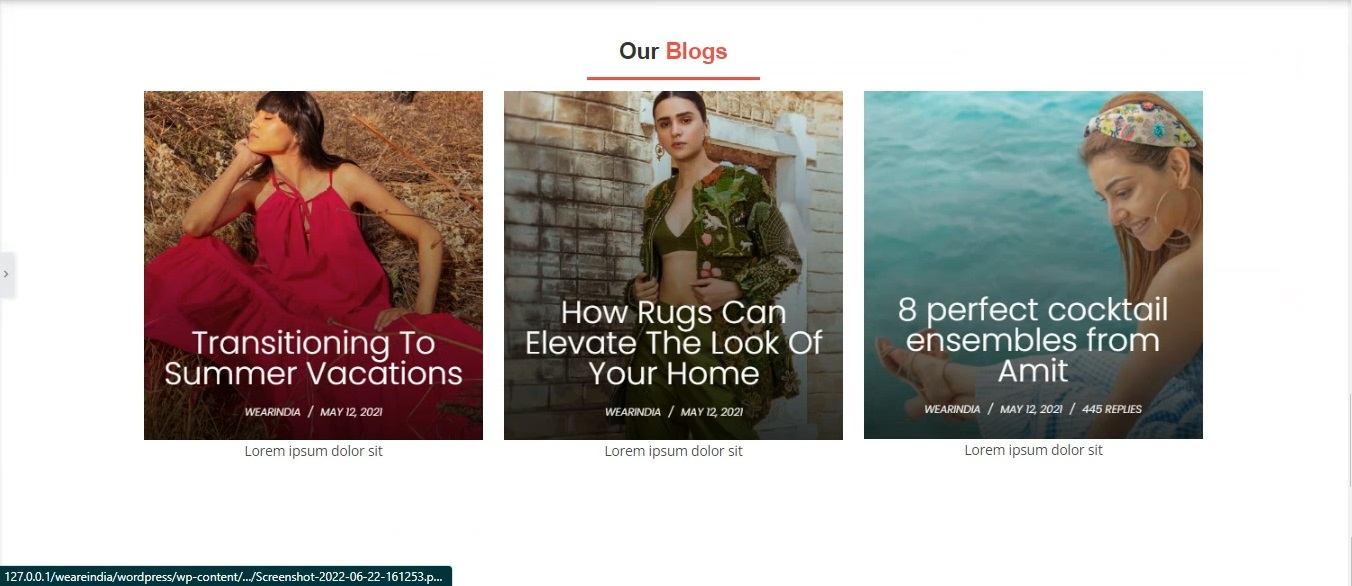 Our Blogs
Transitioning To
Summer Vacations
WEARINDIA / MAY 12, 2021
Lorem ipsum dolor sit
How Rugs Can
Elevate The Look Of
Your Home
WEARINDIA / MAY 12, 2021
Lorem ipsum dolor sit
8 perfect cocktail
ensembles from
Amit
WEARINDIA / MAY 12, 2021 / 445 REPLIES
Lorem ipsum dolor sit
127.0.0.1/weareindia/wordpress/wp-content/.../Screenshot-2022-06-22-161253.p...